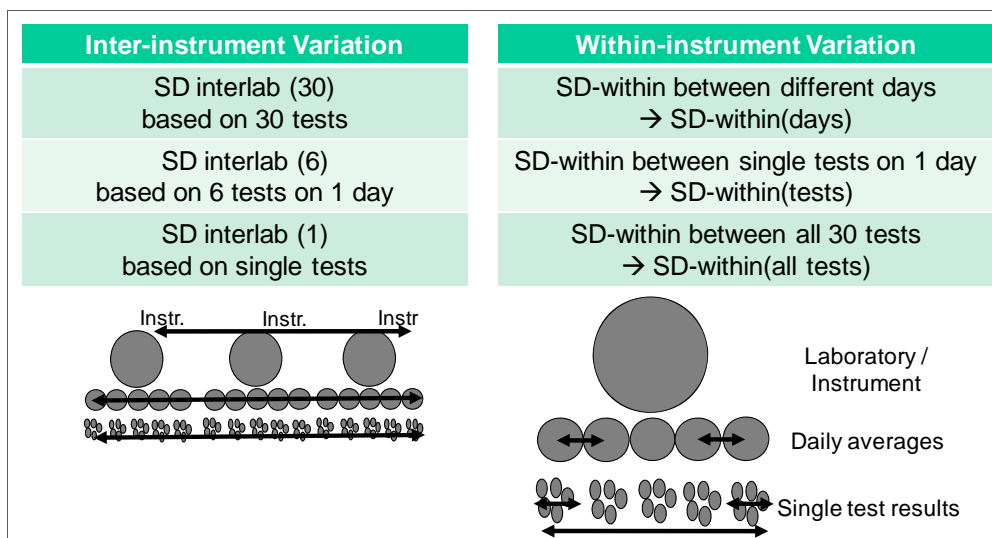 Inter-instrument Variation
SD interlab (30)
based on 30 tests
SD interlab (6)
based on 6 tests on 1 day
SD interlab (1)
based on single tests
Within-instrument Variation
SD-within between different days
→ SD-within(days)
SD-within between single tests on 1 day
→ SD-within(tests)
SD-within between all 30 tests
→ SD-within(all tests)
Instr. Instr. Instr
Laboratory /
Instrument
Daily averages
Single test results